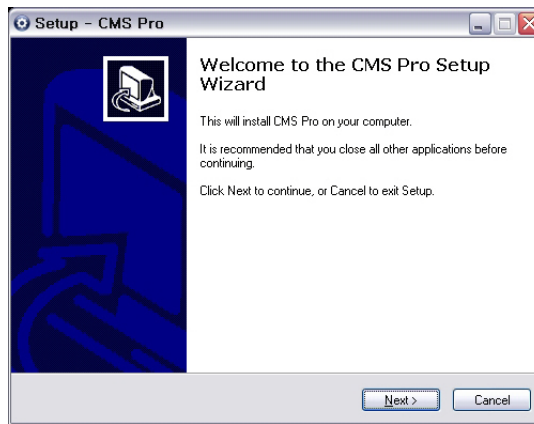 Setup - CMS Pro
Welcome to the CMS Pro Setup
Wizard
This will install CMS Pro on your computer.
It is recommended that you close all other applications before
continuing.
Click Next to continue, or Cancel to exit Setup.
Next >
Cancel